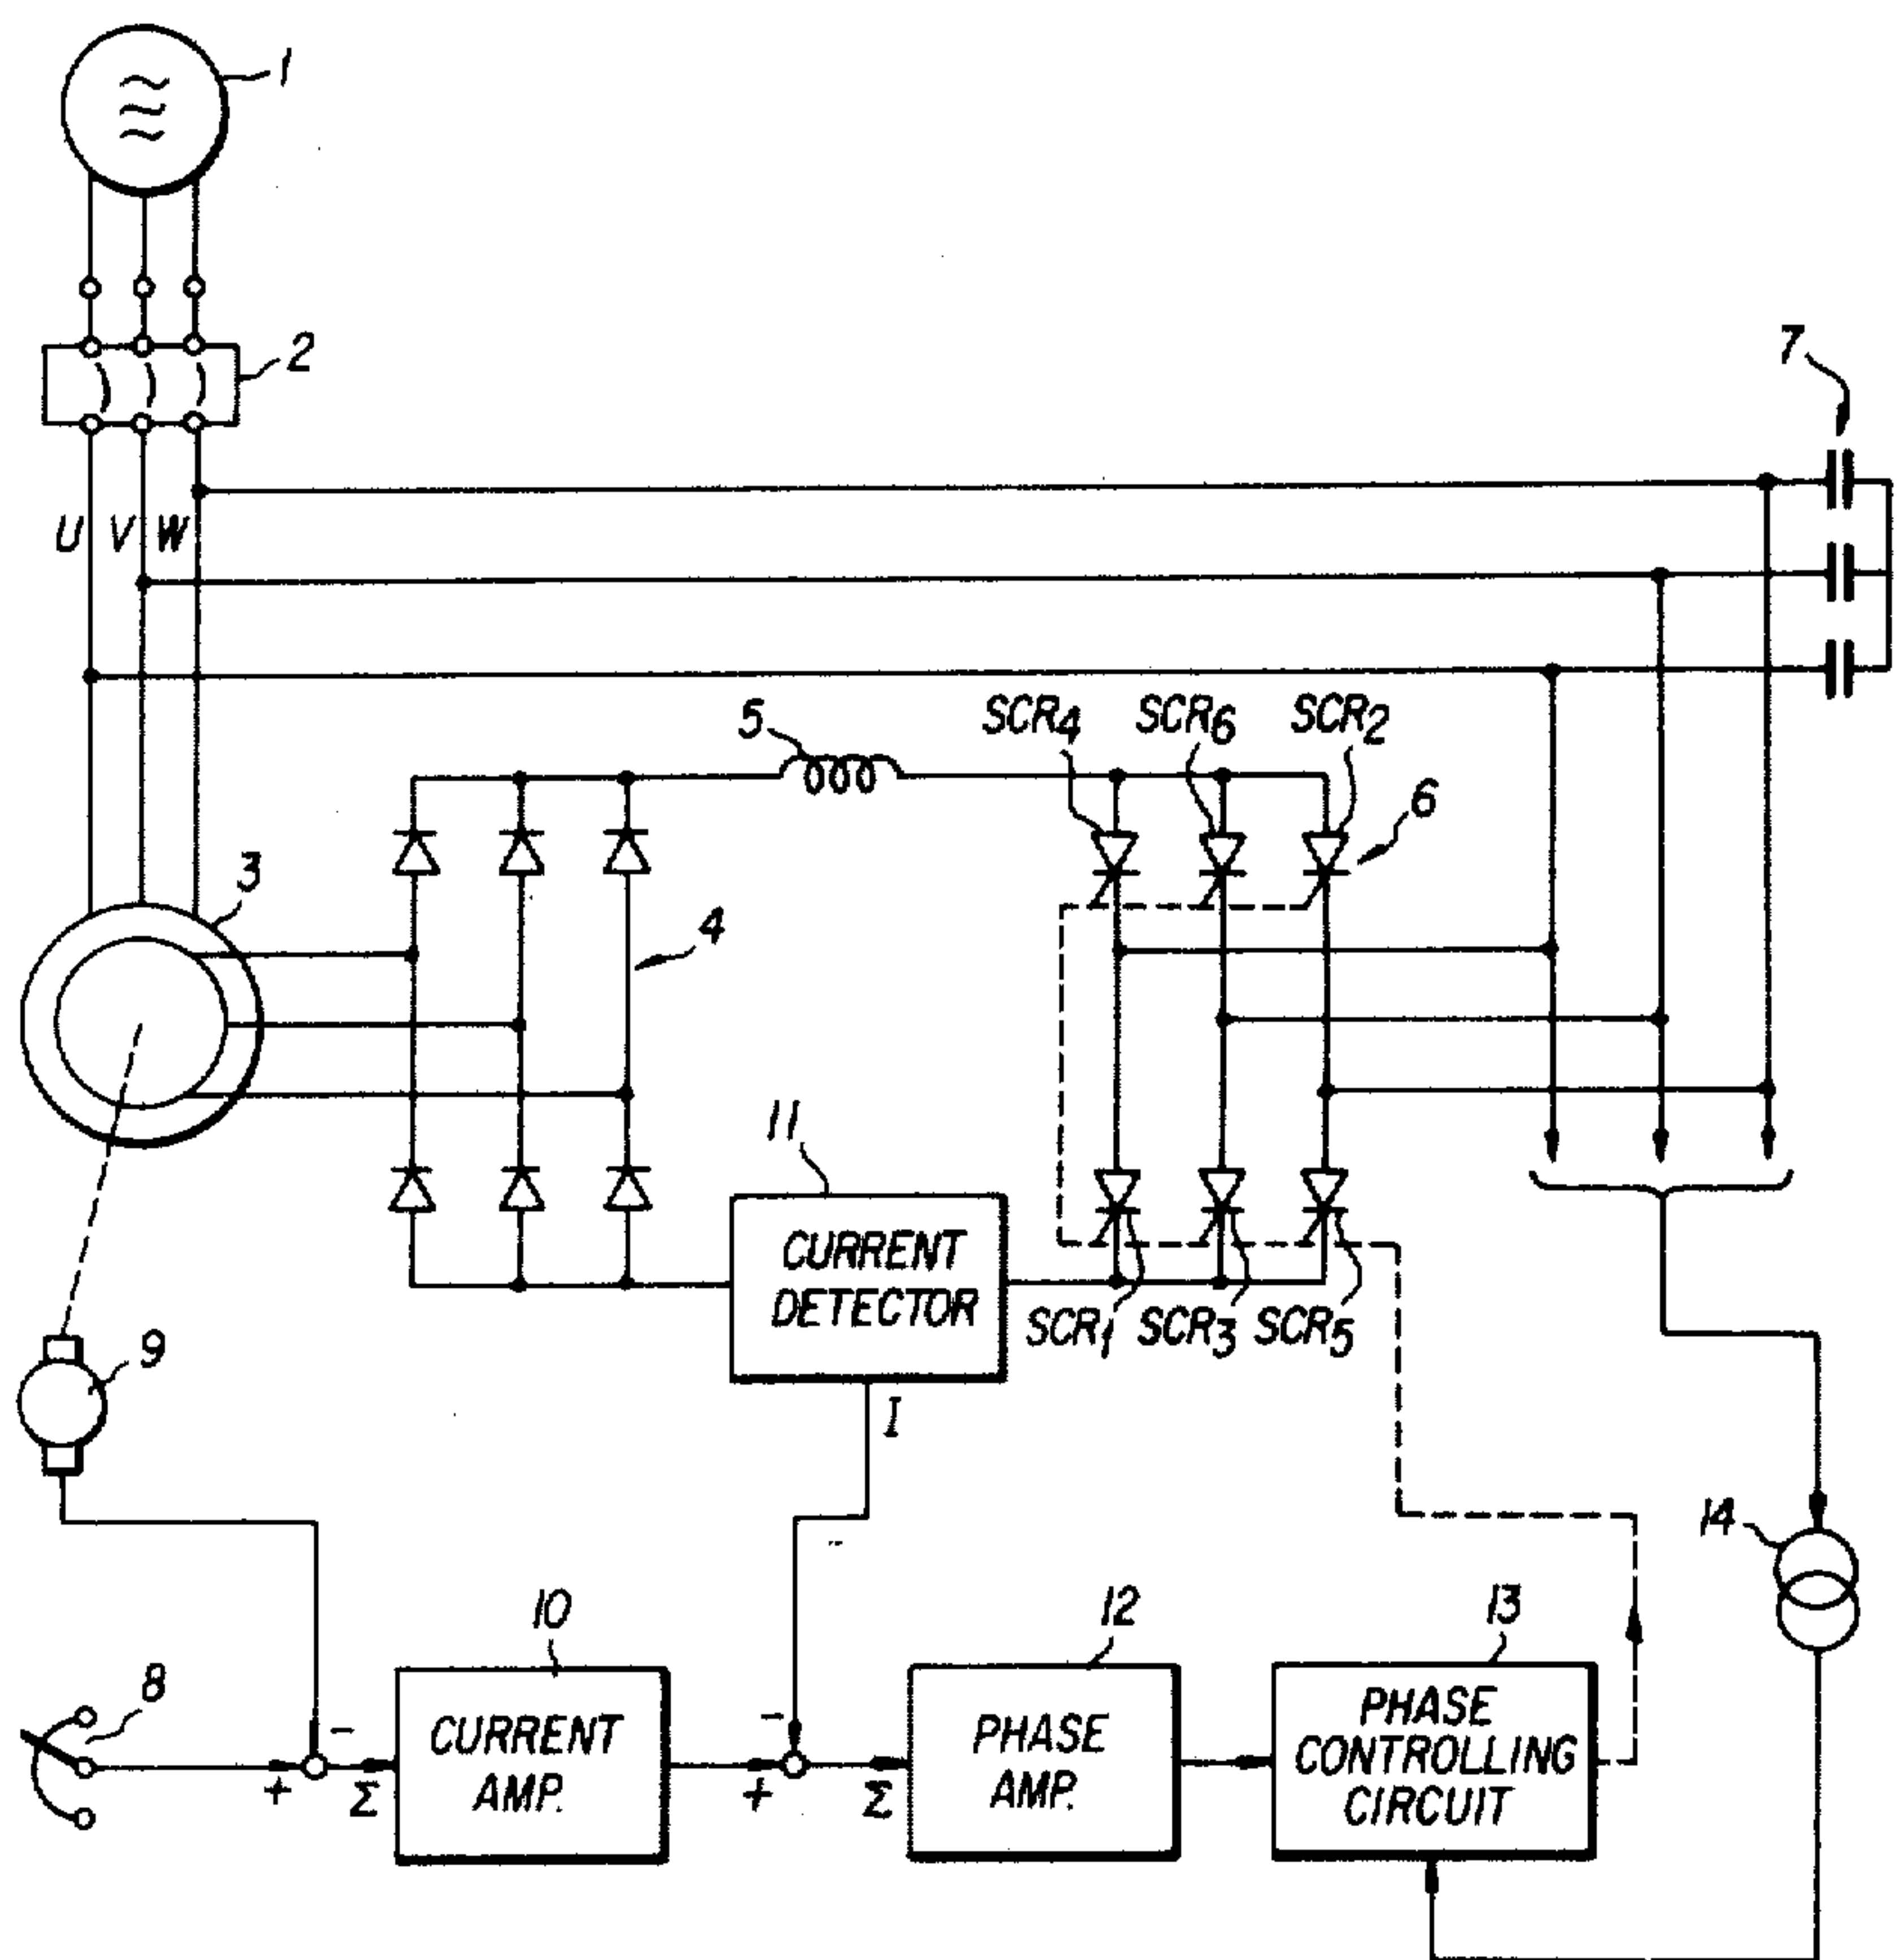 1
2
7
U V W
5
SCR4 SCR6 SCR2
6
3
4
11
CURRENT
DETECTOR
SCR1 SCR3 SCR5
9
I
14
10
12
13
8
−
−
CURRENT
AMP.
PHASE
AMP.
PHASE
CONTROLLING
CIRCUIT
+
Σ
+
Σ